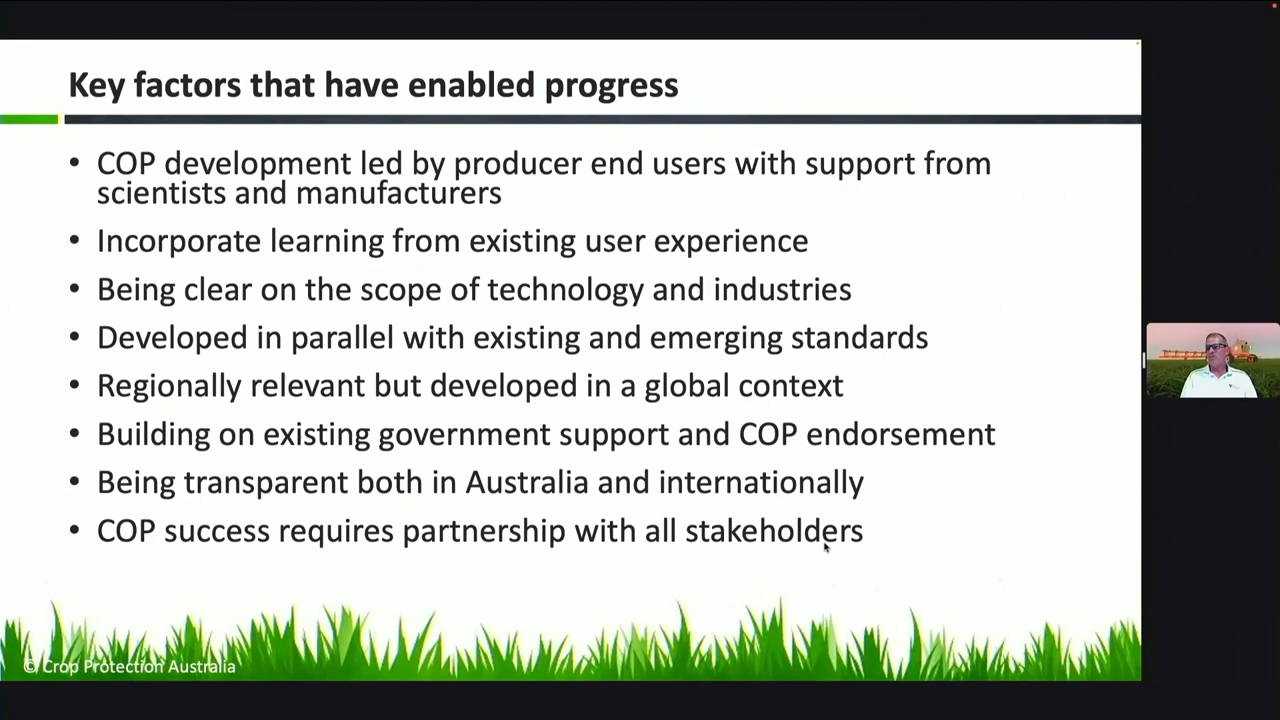 Key factors that have enabled progress
• COP development led by producer end users with support from
scientists and manufacturers
• Incorporate learning from existing user experience
• Being clear on the scope of technology and industries
• Developed in parallel with existing and emerging standards
• Regionally relevant but developed in a global context
• Building on existing government support and COP endorsement
• Being transparent both in Australia and internationally
• COP success requires partnership with all stakeholders
© Crop Protection Australia